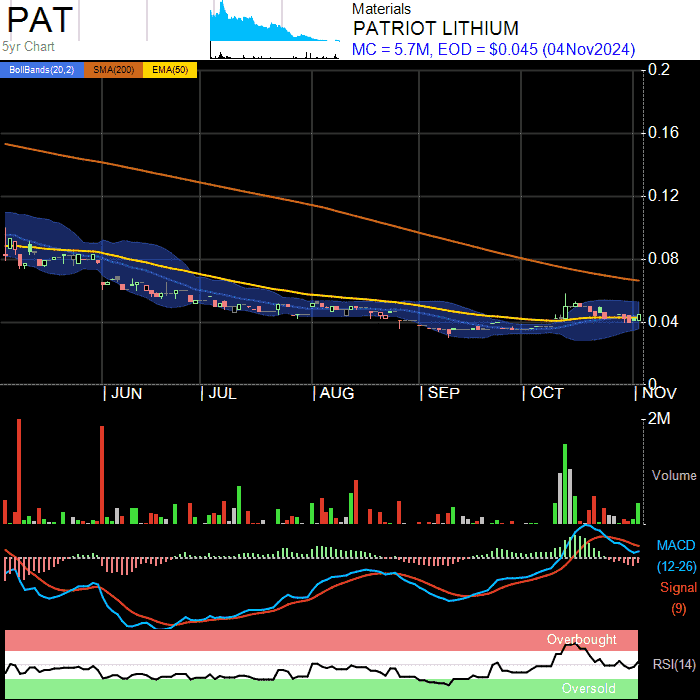 PAT
5yr Chart
Materials
PATRIOT LITHIUM
MC = 5.7M, EOD = $0.045 (04Nov2024)
BollBands(20,2) SMA(200) EMA(50)
0.2
0.16
0.12
0.08
0.04
0
JUN JUL AUG SEP OCT NOV
2M
Volume
MACD
(12-26)
Signal
(9)
Overbought
RSI(14)
Oversold